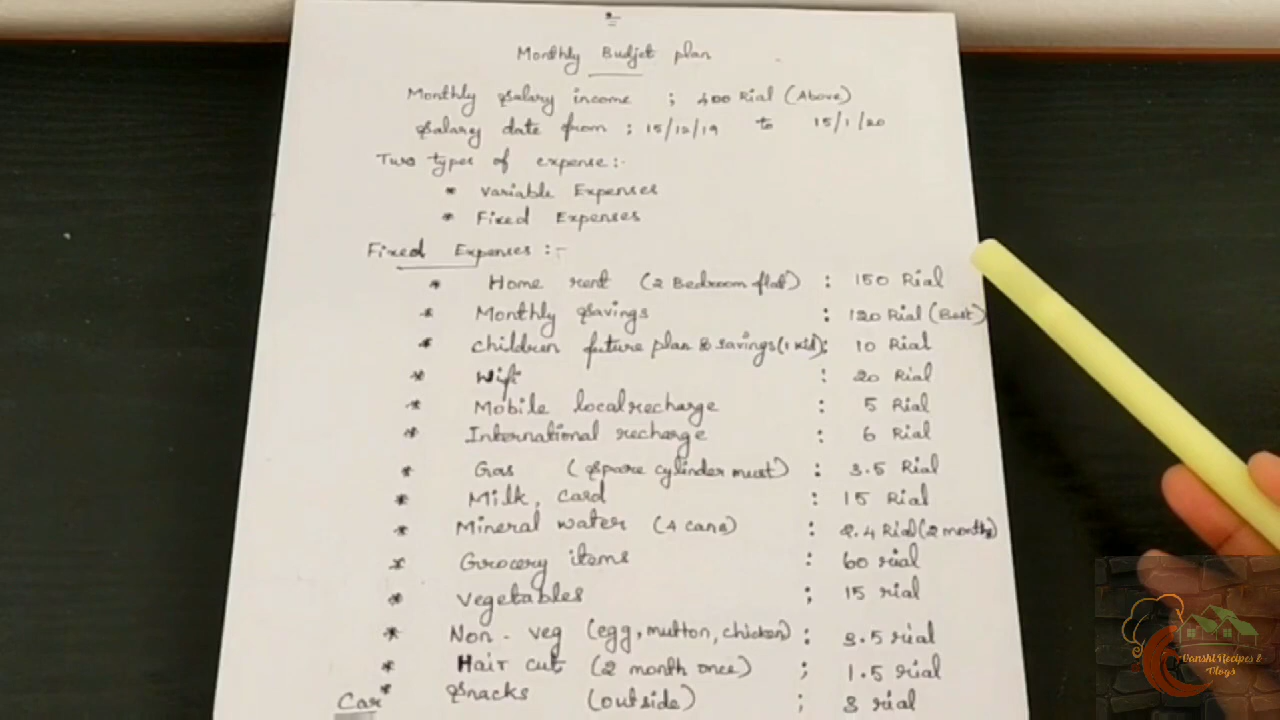 Monthly Budjet plan
Monthly Salary income ; 400 Rial (Above)
Salary date from : 15/12/19 to 15/1/20
Two types of expense :-
* Variable Expenses
* Fixed Expenses
Fixed Expenses :-
* Home rent (2 Bedroom flat) : 150 Rial
* Monthly Savings : 120 Rial (Best)
* Children future plan & savings (1 kid) : 10 Rial
* Wifi : 20 Rial
* Mobile local recharge : 5 Rial
* International recharge : 6 Rial
* Gas (Spare cylinder must) : 3.5 Rial
* Milk, Card : 15 Rial
* Mineral water (4 cans) : 2.4 Rial (2 months)
* Grocery items : 60 rial
* Vegetables ; 15 rial
* Non-veg (egg, mutton, chicken) : 3.5 rial
* Hair cut (2 month once) ; 1.5 rial
* Snacks (outside) ; 3 rial
Car
Vanshi Recipes &
Vlogs